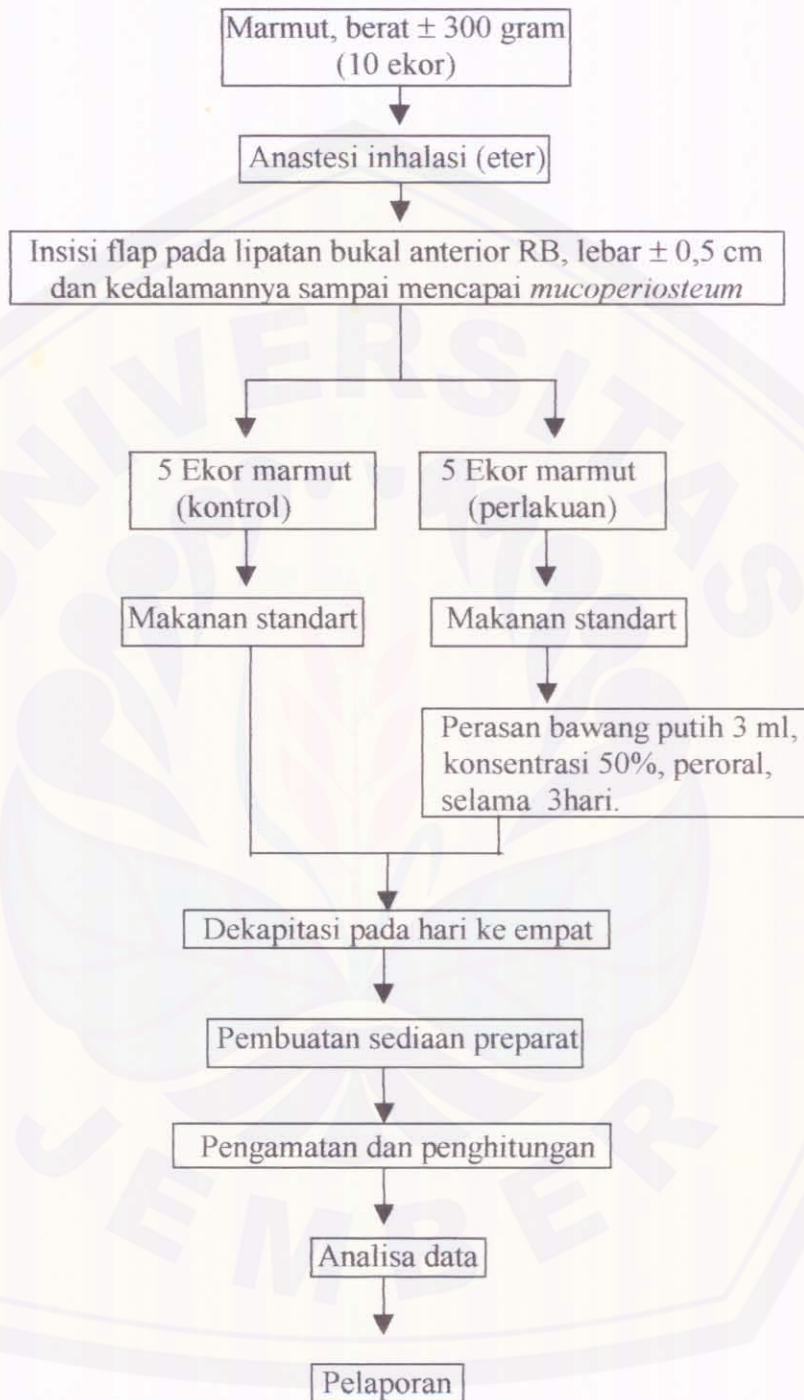 Marmut, berat ± 300 gram
(10 ekor)
Anastesi inhalasi (eter)
Insisi flap pada lipatan bukal anterior RB, lebar ± 0,5 cm
dan kedalamannya sampai mencapai mucoperiosteum
5 Ekor marmut
(kontrol)
5 Ekor marmut
(perlakuan)
Makanan standart
Makanan standart
Perasan bawang putih 3 ml,
konsentrasi 50%, peroral,
selama 3hari.
Dekapitasi pada hari ke empat
Pembuatan sediaan preparat
Pengamatan dan penghitungan
Analisa data
Pelaporan
UNIVERSITAS
JEMBER